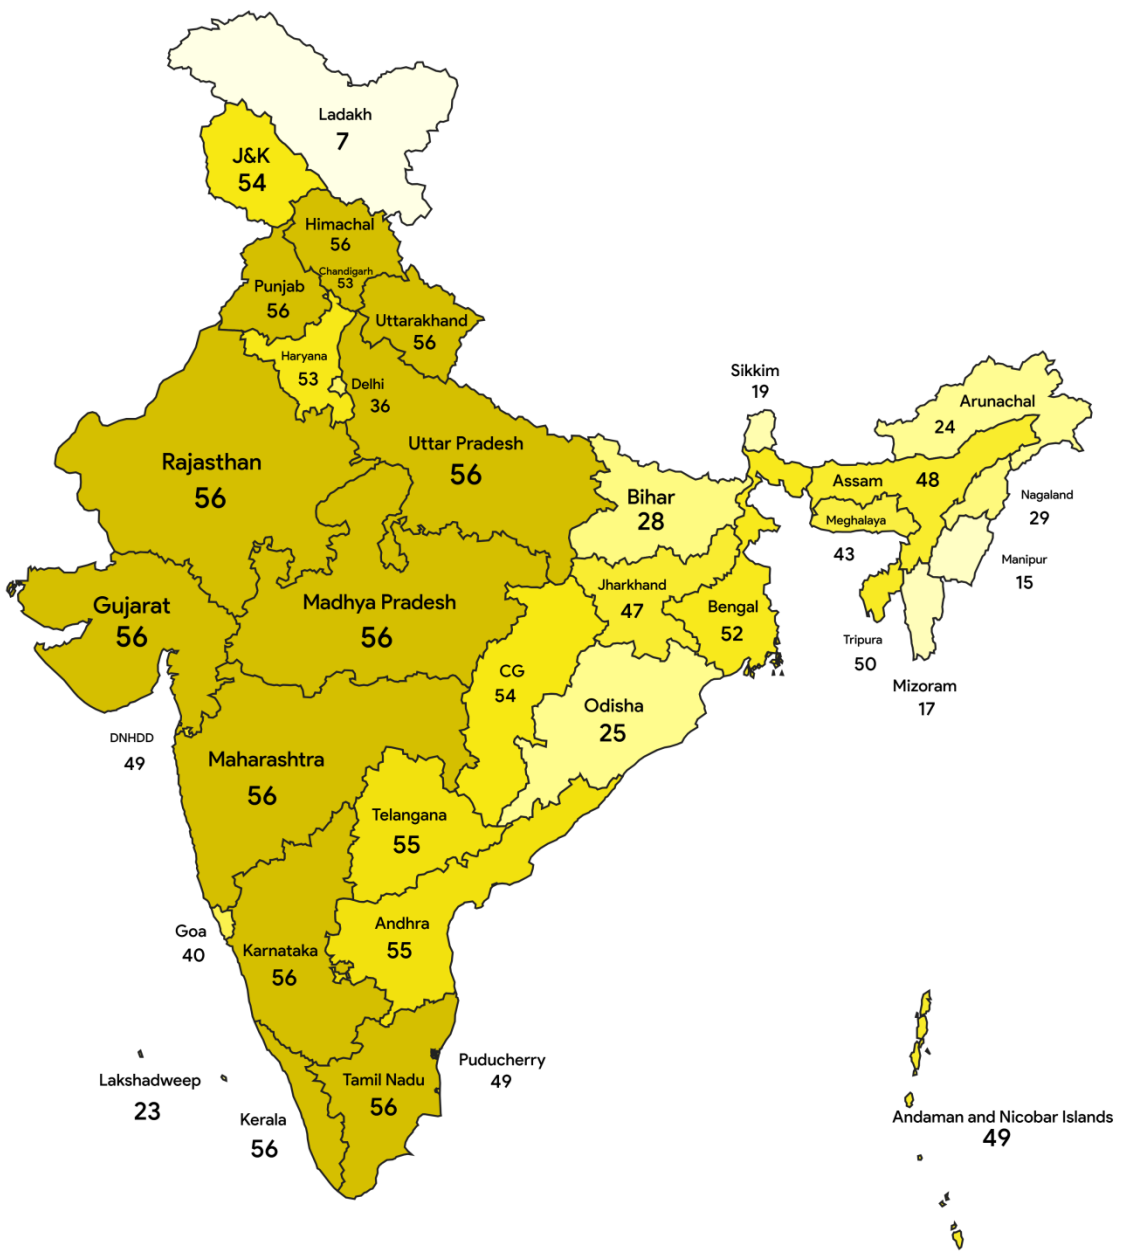 Ladakh
7
J&K
54
Himachal
56
Chandigarh
53
Punjab
56
Uttarakhand
56
Haryana
53
Delhi
36
Sikkim
19
Arunachal
24
Rajasthan
56
Uttar Pradesh
56
Bihar
28
Assam
48
Nagaland
29
Meghalaya
43
Manipur
15
Gujarat
56
Madhya Pradesh
56
Jharkhand
47
Bengal
52
Tripura
50
Mizoram
17
CG
54
Odisha
25
DNHDD
49
Maharashtra
56
Telangana
55
Goa
40
Karnataka
56
Andhra
55
Lakshadweep
23
Kerala
56
Tamil Nadu
56
Puducherry
49
Andaman and Nicobar Islands
49